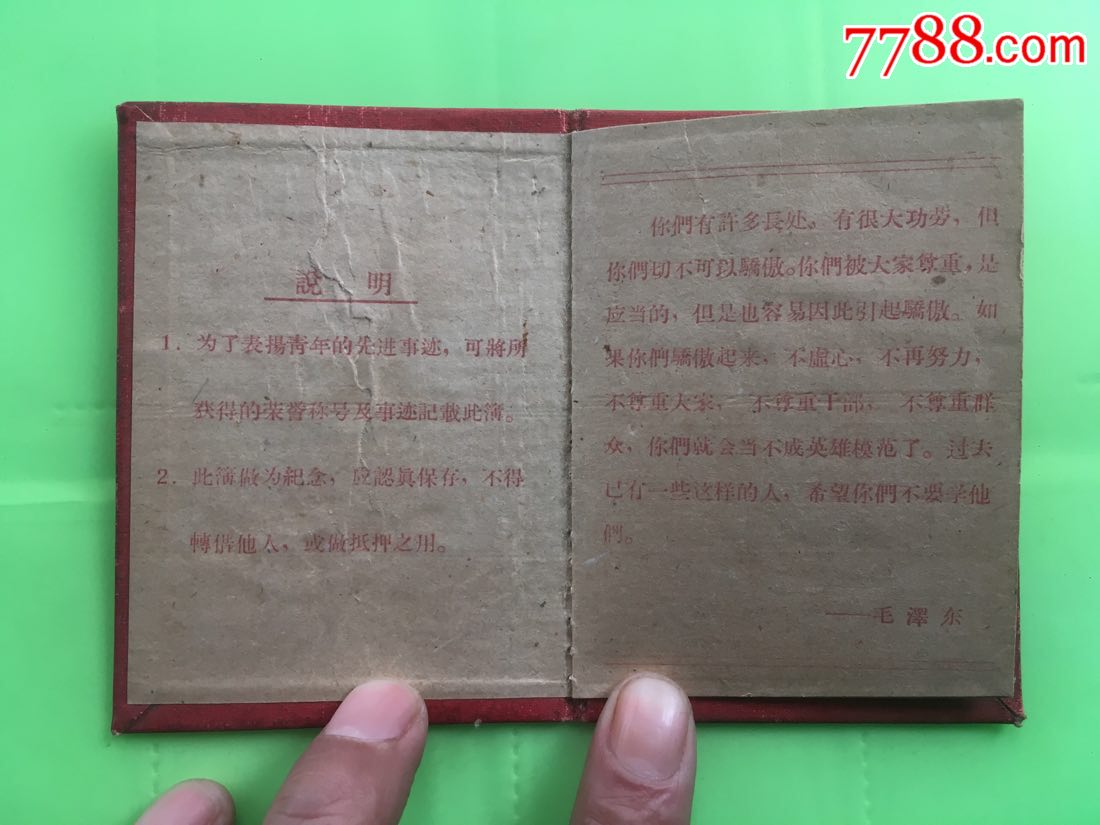 7788.com
說 明
1. 为了表揚靑年的先进事迹, 可將所
获得的荣誉称号及事迹記載此簿。
2. 此簿做为紀念, 应認眞保存, 不得
轉借他人, 或做抵押之用。
你們有許多長处。有很大功劳, 但
你們切不可以驕傲。你們被大家尊重, 是
应当的, 但是也容易因此引起驕傲。如
果你們驕傲起来, 不虛心, 不再努力,
不尊重大家, 不尊重干部, 不尊重群
众, 你們就会当不成英雄模范了。过去
已有一些这样的人, 希望你們不要学他
們。
——毛澤东